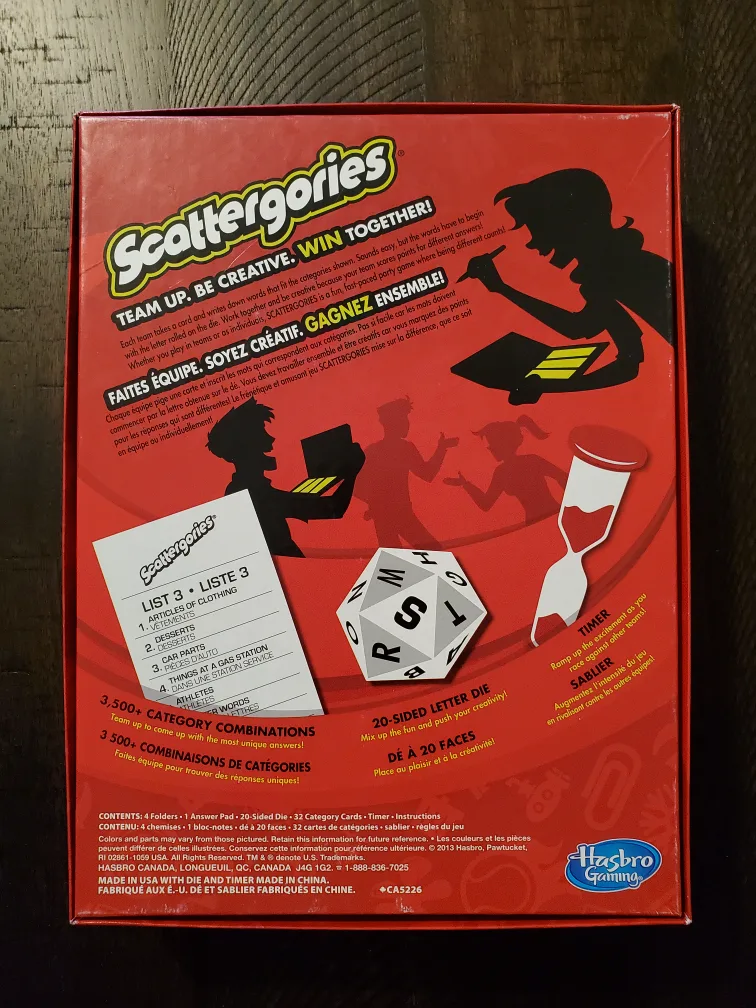 Scattergories®
TEAM UP. BE CREATIVE. WIN TOGETHER!
Each team takes a card and writes down words that fit the categories shown. Sounds easy, but the words have to begin
with the letter rolled on the die. Work together and be creative because your team scores points for different answers!
Whether you play in teams or as individuals, SCATTERGORIES is a fun, fast-paced party game where being different counts!
FAITES ÉQUIPE. SOYEZ CRÉATIF. GAGNEZ ENSEMBLE!
Chaque équipe pige une carte et inscrit les mots qui correspondent aux catégories. Pas si facile car les mots doivent
commencer par la lettre obtenue sur le dé. Vous devez travailler ensemble et être créatifs car vous marquez des points
pour les réponses qui sont différentes! Le frénétique et amusant jeu SCATTERGORIES mise sur la différence, que ce soit
en équipe ou individuellement!
Scattergories®
LIST 3 • LISTE 3
1. ARTICLES OF CLOTHING
VÊTEMENTS
2. DESSERTS
DESSERTS
3. CAR PARTS
PIÈCES D'AUTO
4. THINGS AT A GAS STATION
DANS UNE STATION SERVICE
ATHLETES
ATHLÈTES
ER WORDS
LETTRES
H
W
G
N
S
T
R
O
A
B
TIMER
Ramp up the excitement as you
race against other teams!
SABLIER
Augmentez l'intensité du jeu
en rivalisant contre les autres équipes!
3,500+ CATEGORY COMBINATIONS
Team up to come up with the most unique answers!
3 500+ COMBINAISONS DE CATÉGORIES
Faites équipe pour trouver des réponses uniques!
20-SIDED LETTER DIE
Mix up the fun and push your creativity!
DÉ À 20 FACES
Place au plaisir et à la créativité!
CONTENTS: 4 Folders • 1 Answer Pad • 20-Sided Die • 32 Category Cards • Timer • Instructions
CONTENU: 4 chemises • 1 bloc-notes • dé à 20 faces • 32 cartes de catégories • sablier • règles du jeu
Colors and parts may vary from those pictured. Retain this information for future reference. • Les couleurs et les pièces
peuvent différer de celles illustrées. Conservez cette information pour référence ultérieure. © 2013 Hasbro, Pawtucket,
RI 02861-1059 USA. All Rights Reserved. TM & ® denote U.S. Trademarks.
HASBRO CANADA, LONGUEUIL, QC, CANADA J4G 1G2. ☎ 1-888-836-7025
MADE IN USA WITH DIE AND TIMER MADE IN CHINA.
FABRIQUÉ AUX É.-U. DÉ ET SABLIER FABRIQUÉS EN CHINE. CA5226
Hasbro
Gaming